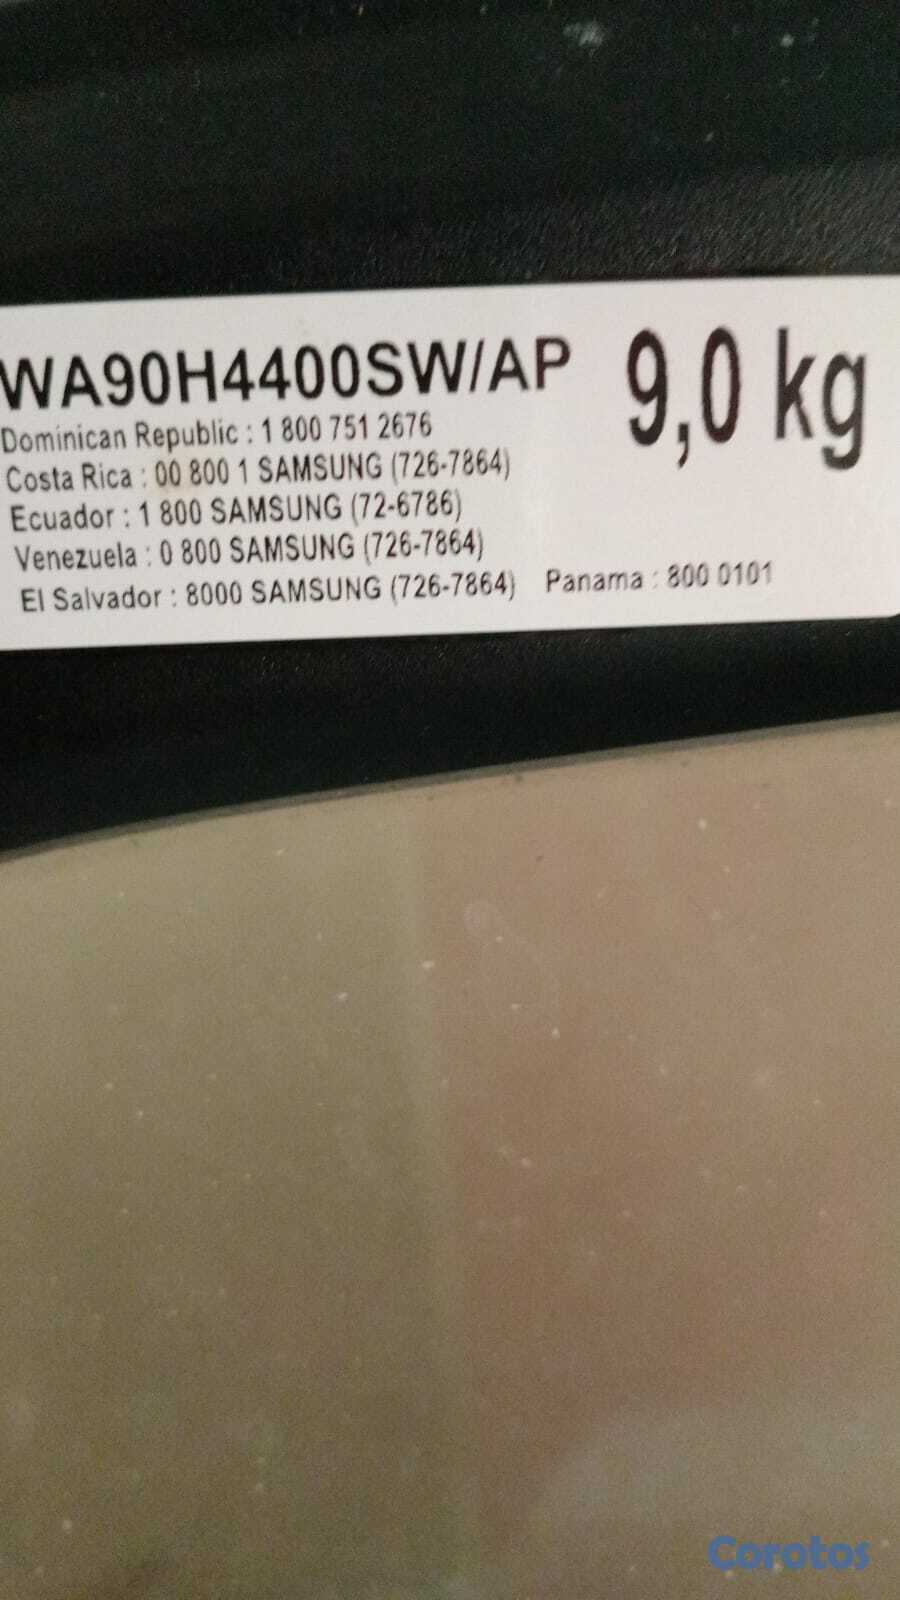 WA90H4400SW/AP 9,0 kg
Dominican Republic : 1 800 751 2676
Costa Rica : 00 800 1 SAMSUNG (726-7864)
Ecuador : 1 800 SAMSUNG (72-6786)
Venezuela : 0 800 SAMSUNG (726-7864)
El Salvador : 8000 SAMSUNG (726-7864) Panama : 800 0101
Corotos